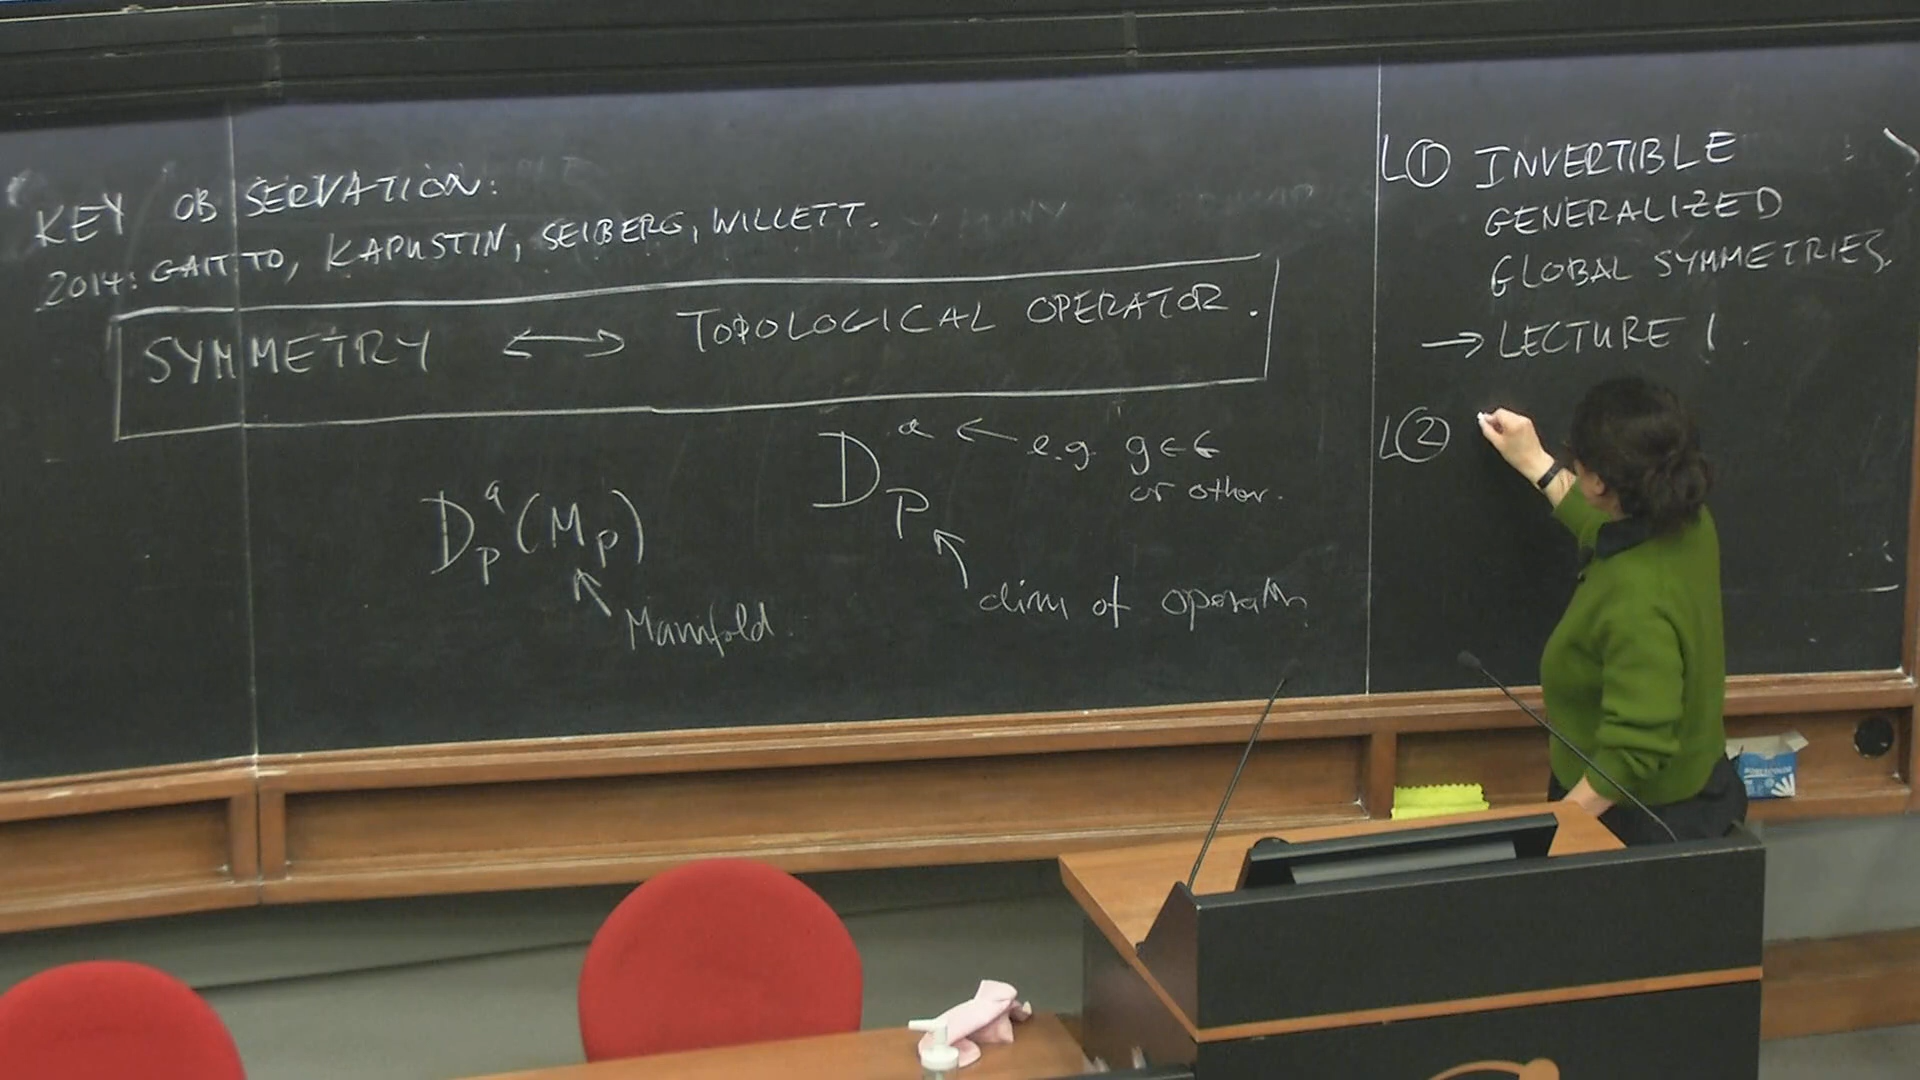 KEY OBSERVATION:
2014: GAIOTTO, KAPUSTIN, SEIBERG, WILLETT.
SYMMETRY ⟷ TOPOLOGICAL OPERATOR.
D_p^a ← e.g. g∈G
or other.
D_p^a(M_p)
↖ dim of operator
↖ Manifold
L① INVERTIBLE
GENERALIZED
GLOBAL SYMMETRIES.
→ LECTURE 1.
L②